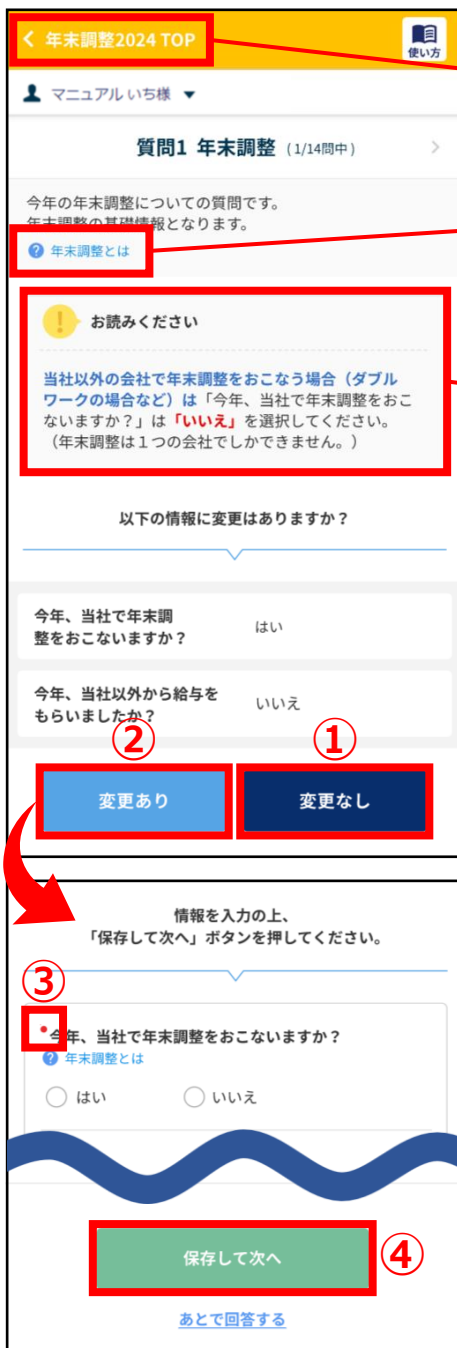 年末調整2024 TOP
使い方
マニュアル いち様 ▼
質問1 年末調整 (1/14問中)
今年の年末調整についての質問です。
年末調整の基礎情報となります。
? 年末調整とは
! お読みください
当社以外の会社で年末調整をおこなう場合（ダブル
ワークの場合など）は「今年、当社で年末調整をおこ
ないますか？」は「いいえ」を選択してください。
（年末調整は１つの会社でしかできません。）
以下の情報に変更はありますか？
今年、当社で年末調
整をおこないますか？
はい
今年、当社以外から給与を
もらいましたか？
いいえ
② ①
変更あり 変更なし
情報を入力の上、
「保存して次へ」ボタンを押してください。
③
今年、当社で年末調整をおこないますか？
? 年末調整とは
はい いいえ
保存して次へ ④
あとで回答する